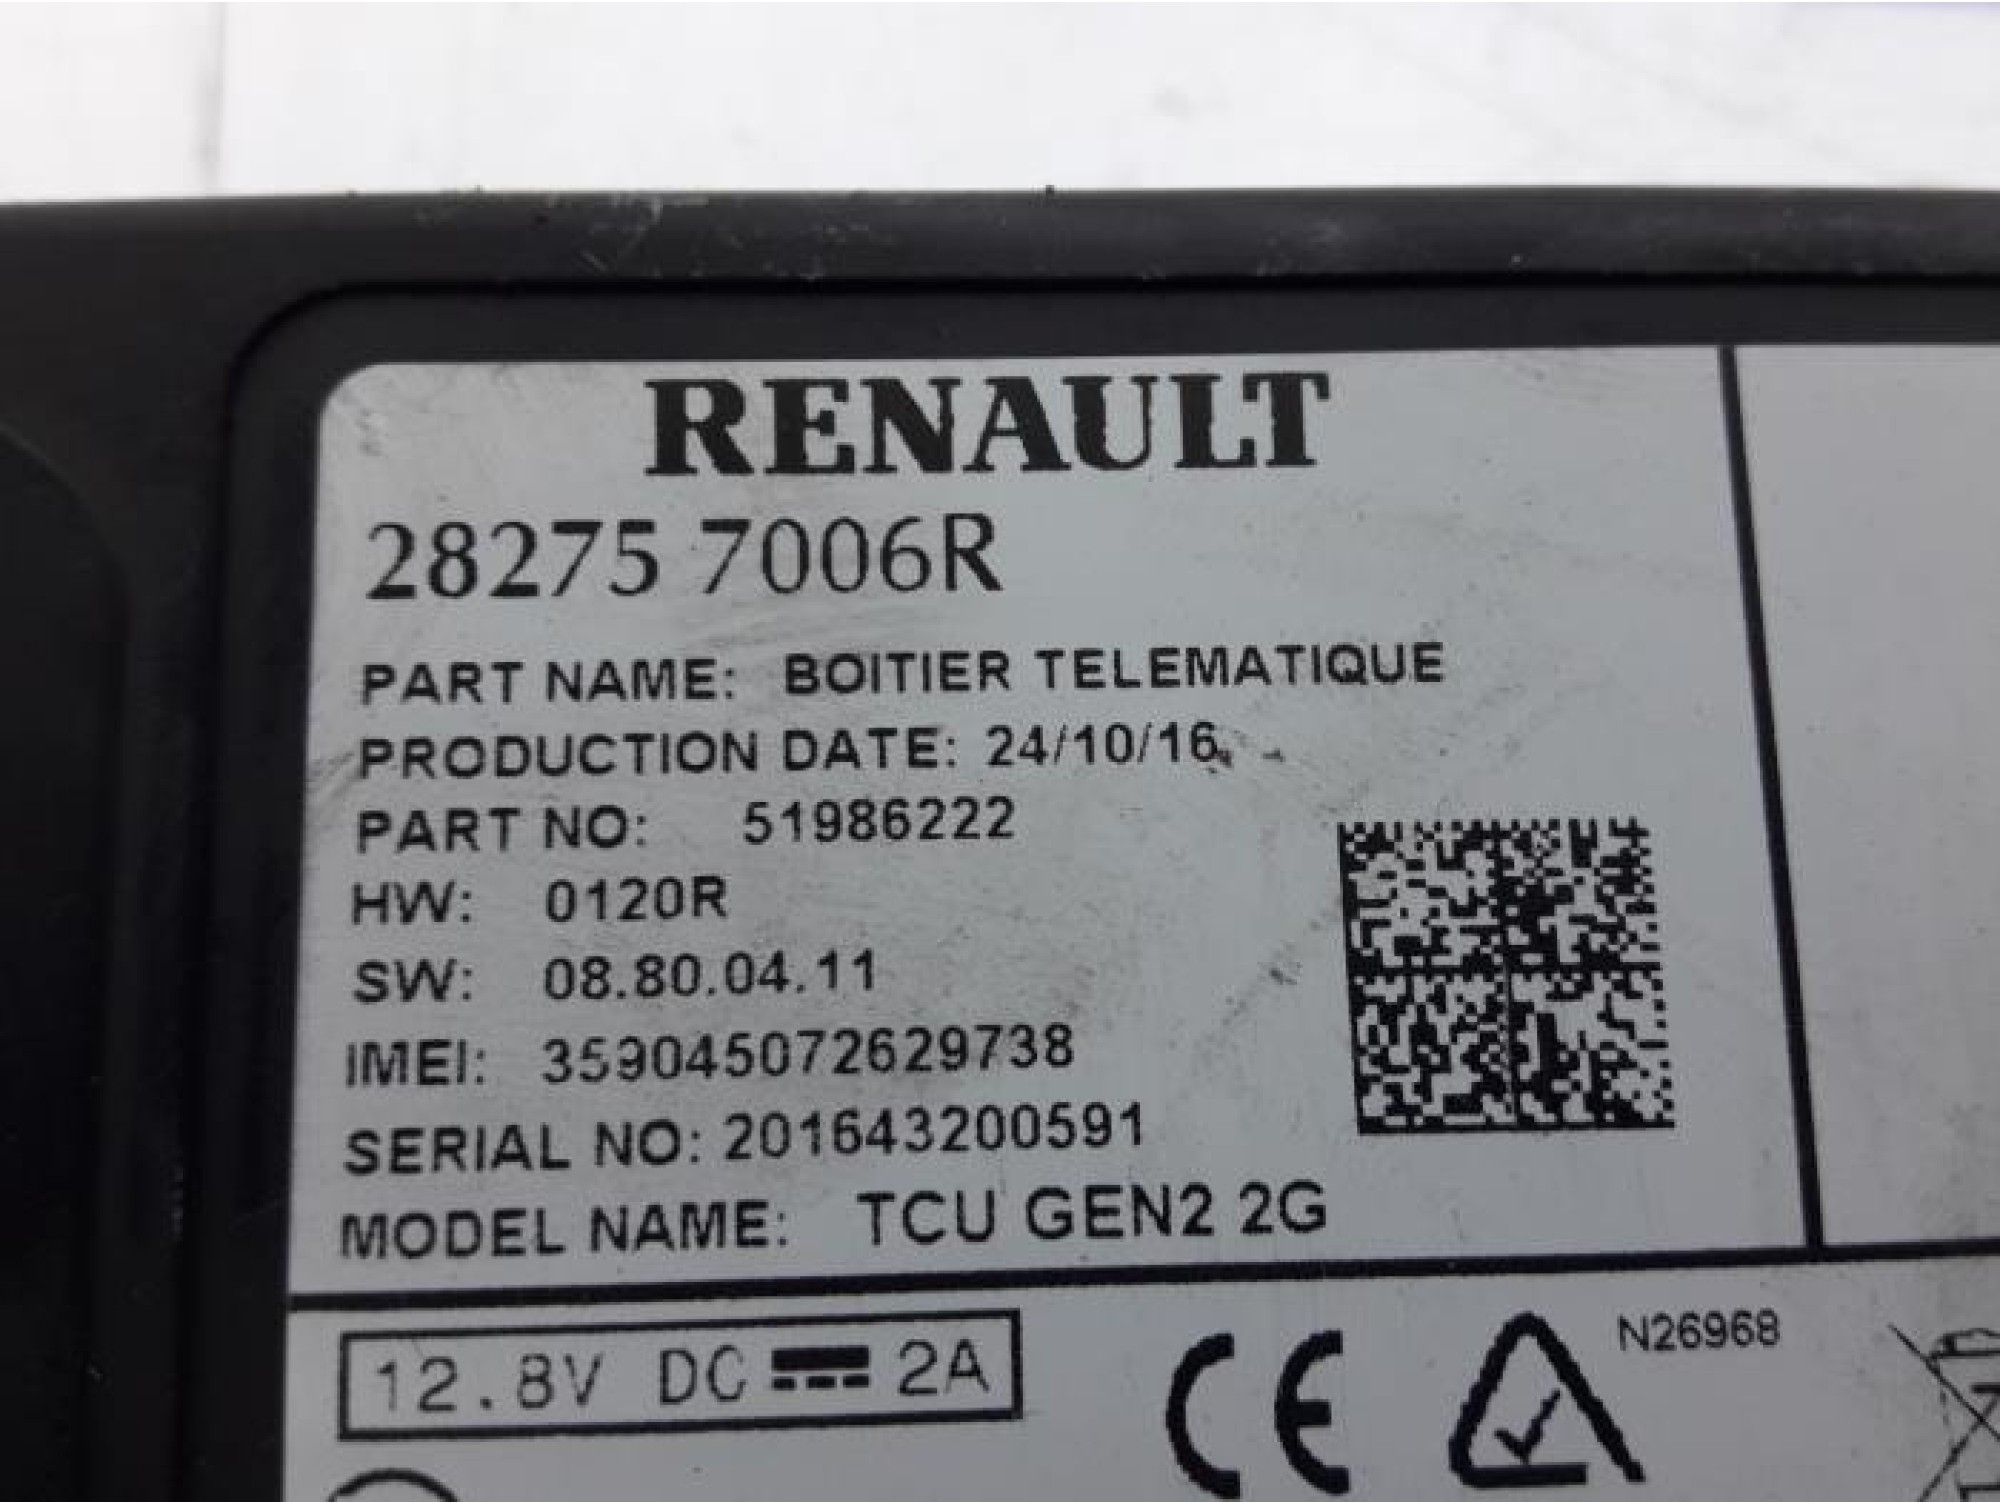 RENAULT
28275 7006R
PART NAME: BOITIER TELEMATIQUE
PRODUCTION DATE: 24/10/16
PART NO: 51986222
HW: 0120R
SW: 08.80.04.11
IMEI: 359045072629738
SERIAL NO: 201643200591
MODEL NAME: TCU GEN2 2G
12.8V DC 2A
CE
N26968